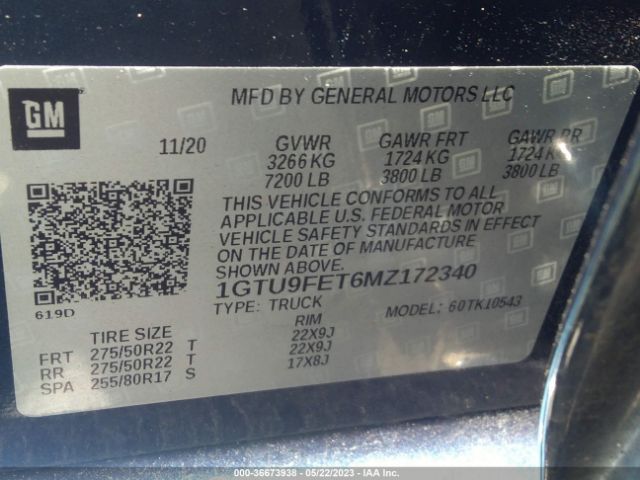 GM
MFD BY GENERAL MOTORS LLC
11/20 GVWR GAWR FRT GAWR RR
3266 KG 1724 KG 1724 K
7200 LB 3800 LB 3800 LB
THIS VEHICLE CONFORMS TO ALL
APPLICABLE U.S. FEDERAL MOTOR
VEHICLE SAFETY STANDARDS IN EFFECT
ON THE DATE OF MANUFACTURE
SHOWN ABOVE.
619D
1GTU9FET6MZ172340
TYPE: TRUCK MODEL: 60TK10543
TIRE SIZE RIM
FRT 275/50R22 T 22X9J
RR 275/50R22 T 22X9J
SPA 255/80R17 S 17X8J
© 000-36673938 - 05/22/2023 - IAA Inc.